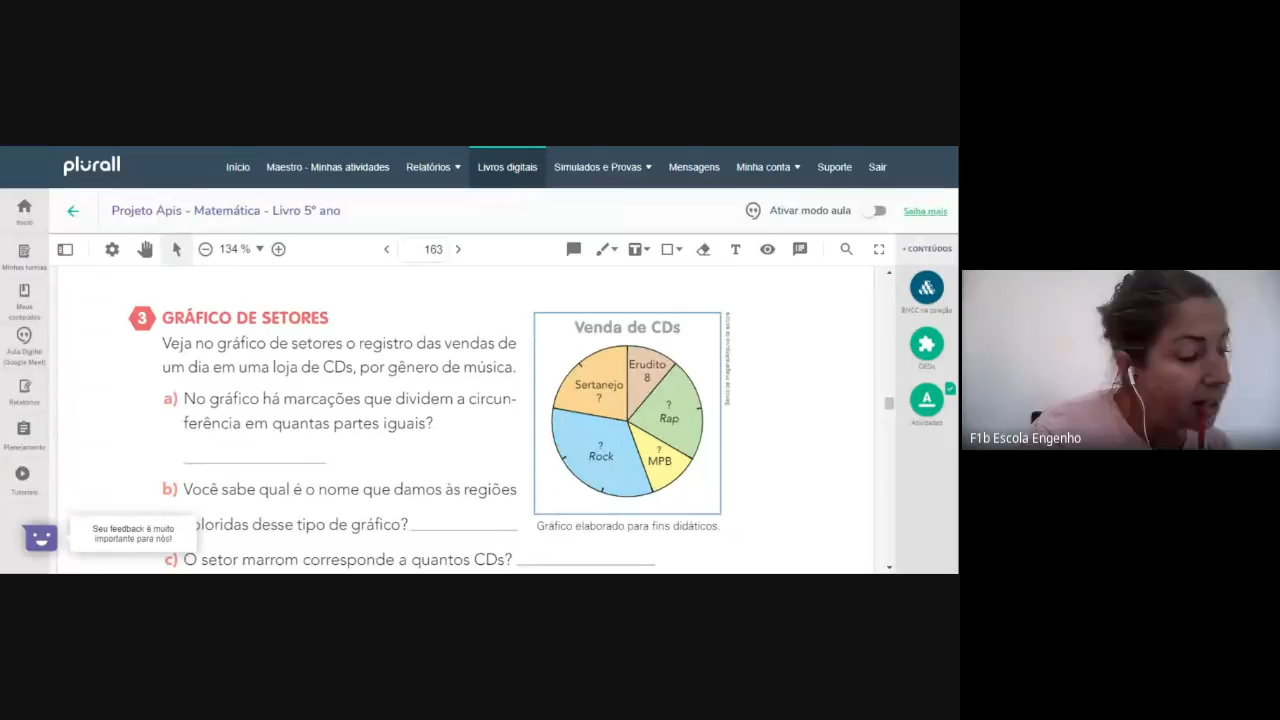 plurall
Início
Maestro - Minhas atividades
Relatórios
Livros digitais
Simulados e Provas
Mensagens
Minha conta
Suporte
Sair
Projeto Apis - Matemática - Livro 5º ano
Ativar modo aula
Saiba mais
134 %
163
+ CONTEÚDOS
Início
Minhas turmas
Meus
conteúdos
Aula Digital
(Google Meet)
Relatórios
Planejamento
Tutoriais
3 GRÁFICO DE SETORES
Veja no gráfico de setores o registro das vendas de
um dia em uma loja de CDs, por gênero de música.
a) No gráfico há marcações que dividem a circun-
ferência em quantas partes iguais?
b) Você sabe qual é o nome que damos às regiões
oloridas desse tipo de gráfico?
c) O setor marrom corresponde a quantos CDs?
Venda de CDs
Erudito
8
Sertanejo
?
?
Rap
?
Rock
?
MPB
Gráfico elaborado para fins didáticos.
Seu feedback é muito
importante para nós!
BNCC na coreção
OEDs
A
Atividades
F1b Escola Engenho